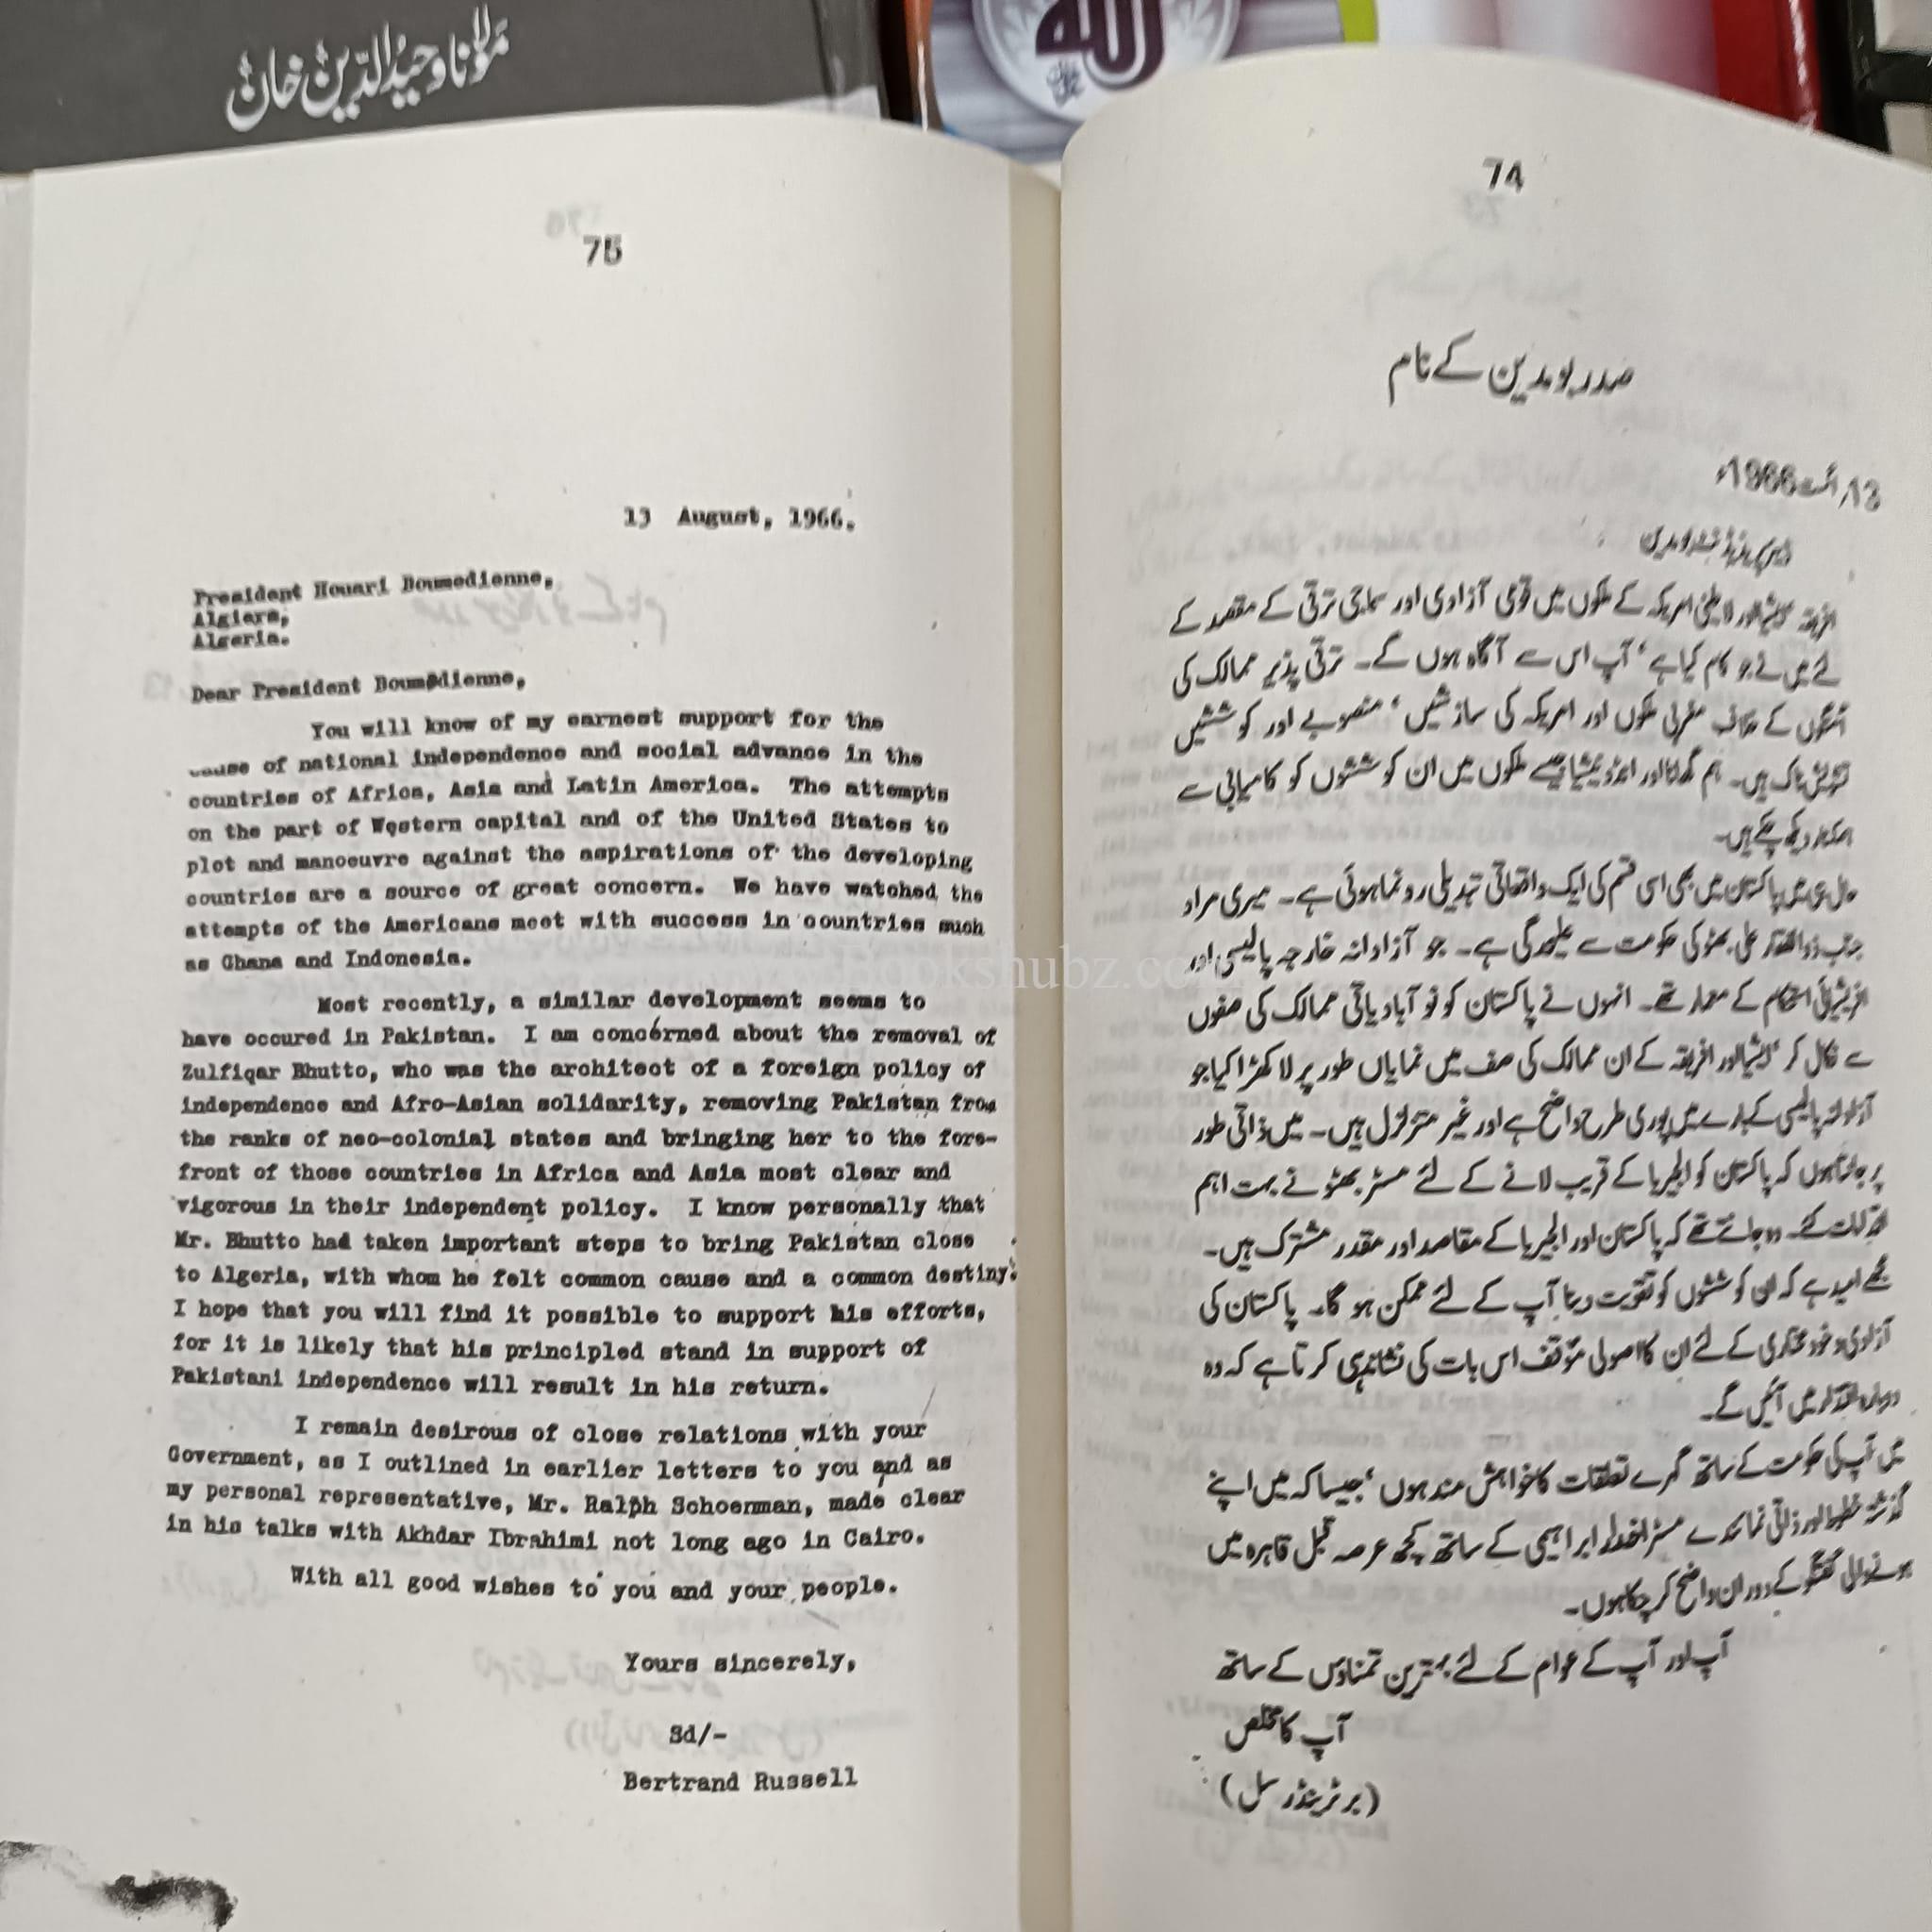 مولانا وحیدالدین خان
اللہ
75
13 August, 1966.
President Houari Boumedienne,
Algiers,
Algeria.
Dear President Boumedienne,
You will know of my earnest support for the
cause of national independence and social advance in the
countries of Africa, Asia and Latin America. The attempts
on the part of Western capital and of the United States to
plot and manoeuvre against the aspirations of the developing
countries are a source of great concern. We have watched the
attempts of the Americans meet with success in countries such
as Ghana and Indonesia.
Most recently, a similar development seems to
have occured in Pakistan. I am concerned about the removal of
Zulfiqar Bhutto, who was the architect of a foreign policy of
independence and Afro-Asian solidarity, removing Pakistan from
the ranks of neo-colonial states and bringing her to the fore-
front of those countries in Africa and Asia most clear and
vigorous in their independent policy. I know personally that
Mr. Bhutto had taken important steps to bring Pakistan close
to Algeria, with whom he felt common cause and a common destiny.
I hope that you will find it possible to support his efforts,
for it is likely that his principled stand in support of
Pakistani independence will result in his return.
I remain desirous of close relations with your
Government, as I outlined in earlier letters to you and as
my personal representative, Mr. Ralph Schoenman, made clear
in his talks with Akhdar Ibrahimi not long ago in Cairo.
With all good wishes to you and your people.
Yours sincerely,
Sd/-
Bertrand Russell
74
صدر بومدین کے نام
13/اگست 1966ء
ڈیئر پریذیڈنٹ بومدین
افریقہ، ایشیا اور لاطینی امریکہ کے ملکوں میں قومی آزادی اور سماجی ترقی کے مقصد کے
لئے میں نے جو کام کیا ہے، آپ اس سے آگاہ ہوں گے۔ ترقی پذیر ممالک کی
امنگوں کے خلاف مغربی ملکوں اور امریکہ کی سازشیں، منصوبے اور کوششیں
تشویش ناک ہیں۔ ہم گھانا اور انڈونیشیا جیسے ملکوں میں ان کوششوں کو کامیابی سے
ہمکنار دیکھ چکے ہیں۔
حال ہی میں پاکستان میں بھی اسی قسم کی ایک واقعاتی تبدیلی رونما ہوئی ہے۔ میری مراد
جناب ذوالفقار علی بھٹو کی حکومت سے علیحدگی ہے۔ جو آزادانہ خارجہ پالیسی اور
افریشیائی استحکام کے معمار تھے۔ انہوں نے پاکستان کو نو آبادیاتی ممالک کی صفوں
سے نکال کر، ایشیا اور افریقہ کے ان ممالک کی صف میں نمایاں طور پر لا کھڑا کیا جو
آزادانہ پالیسی کے بارے میں پوری طرح واضح ہے اور غیر متزلزل ہیں۔ میں ذاتی طور
پر جانتا ہوں کہ پاکستان کو الجیریا کے قریب لانے کے لئے مسٹر بھٹو نے بہت اہم
اقدامات کئے۔ وہ جانتے تھے کہ پاکستان اور الجیریا کے مقاصد اور مقدر مشترک ہیں۔
مجھے امید ہے کہ ان کوششوں کو تقویت دینا آپ کے لئے ممکن ہو گا۔ پاکستان کی
آزادی و خود مختاری کے لئے ان کا اصولی مؤقف اس بات کی نشاندہی کرتا ہے کہ وہ
دوبارہ اقتدار میں آئیں گے۔
میں آپ کی حکومت کے ساتھ گہرے تعلقات کا خواہش مند ہوں، جیسا کہ میں اپنے
گذشتہ خطوط اور ذاتی نمائندے مسٹر اخدار ابراہیمی کے ساتھ کچھ عرصہ قبل قاہرہ میں
ہونے والی گفتگو کے دوران واضح کر چکا ہوں۔
آپ اور آپ کے عوام کے لئے بہترین تمناؤں کے ساتھ
آپ کا مخلص
(برٹرینڈ رسل)